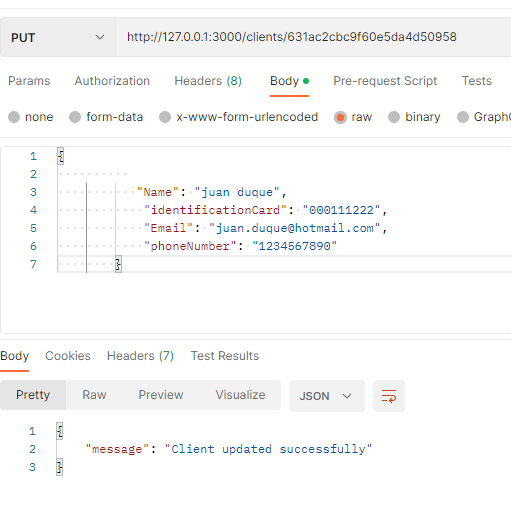 PUT http://127.0.0.1:3000/clients/631ac2cbc9f60e5da4d50958
Params Authorization Headers (8) Body Pre-request Script Tests
none form-data x-www-form-urlencoded raw binary GraphQ
1 {
2
3 "Name": "juan duque",
4 "identificationCard": "000111222",
5 "Email": "juan.duque@hotmail.com",
6 "phoneNumber": "1234567890"
7 }
Body Cookies Headers (7) Test Results
Pretty Raw Preview Visualize JSON
1 {
2 "message": "Client updated successfully"
3 }